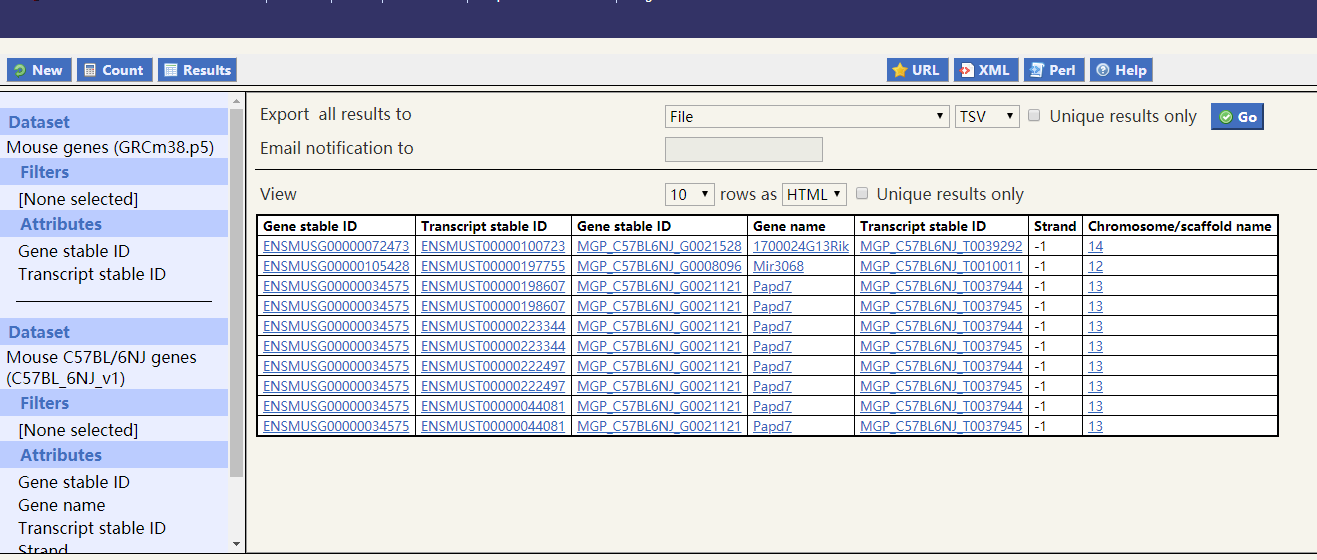 New Count Results URL XML Perl Help
Dataset
Mouse genes (GRCm38.p5)
Filters
[None selected]
Attributes
Gene stable ID
Transcript stable ID
Dataset
Mouse C57BL/6NJ genes
(C57BL_6NJ_v1)
Filters
[None selected]
Attributes
Gene stable ID
Gene name
Transcript stable ID
Strand
Export all results to File TSV Unique results only Go
Email notification to
View 10 rows as HTML Unique results only
Gene stable ID Transcript stable ID Gene stable ID Gene name Transcript stable ID Strand Chromosome/scaffold name
ENSMUSG00000072473 ENSMUST00000100723 MGP_C57BL6NJ_G0021528 1700024G13Rik MGP_C57BL6NJ_T0039292 -1 14
ENSMUSG00000105428 ENSMUST00000197755 MGP_C57BL6NJ_G0008096 Mir3068 MGP_C57BL6NJ_T0010011 -1 12
ENSMUSG00000034575 ENSMUST00000198607 MGP_C57BL6NJ_G0021121 Papd7 MGP_C57BL6NJ_T0037944 -1 13
ENSMUSG00000034575 ENSMUST00000198607 MGP_C57BL6NJ_G0021121 Papd7 MGP_C57BL6NJ_T0037945 -1 13
ENSMUSG00000034575 ENSMUST00000223344 MGP_C57BL6NJ_G0021121 Papd7 MGP_C57BL6NJ_T0037944 -1 13
ENSMUSG00000034575 ENSMUST00000223344 MGP_C57BL6NJ_G0021121 Papd7 MGP_C57BL6NJ_T0037945 -1 13
ENSMUSG00000034575 ENSMUST00000222497 MGP_C57BL6NJ_G0021121 Papd7 MGP_C57BL6NJ_T0037944 -1 13
ENSMUSG00000034575 ENSMUST00000222497 MGP_C57BL6NJ_G0021121 Papd7 MGP_C57BL6NJ_T0037945 -1 13
ENSMUSG00000034575 ENSMUST00000044081 MGP_C57BL6NJ_G0021121 Papd7 MGP_C57BL6NJ_T0037944 -1 13
ENSMUSG00000034575 ENSMUST00000044081 MGP_C57BL6NJ_G0021121 Papd7 MGP_C57BL6NJ_T0037945 -1 13